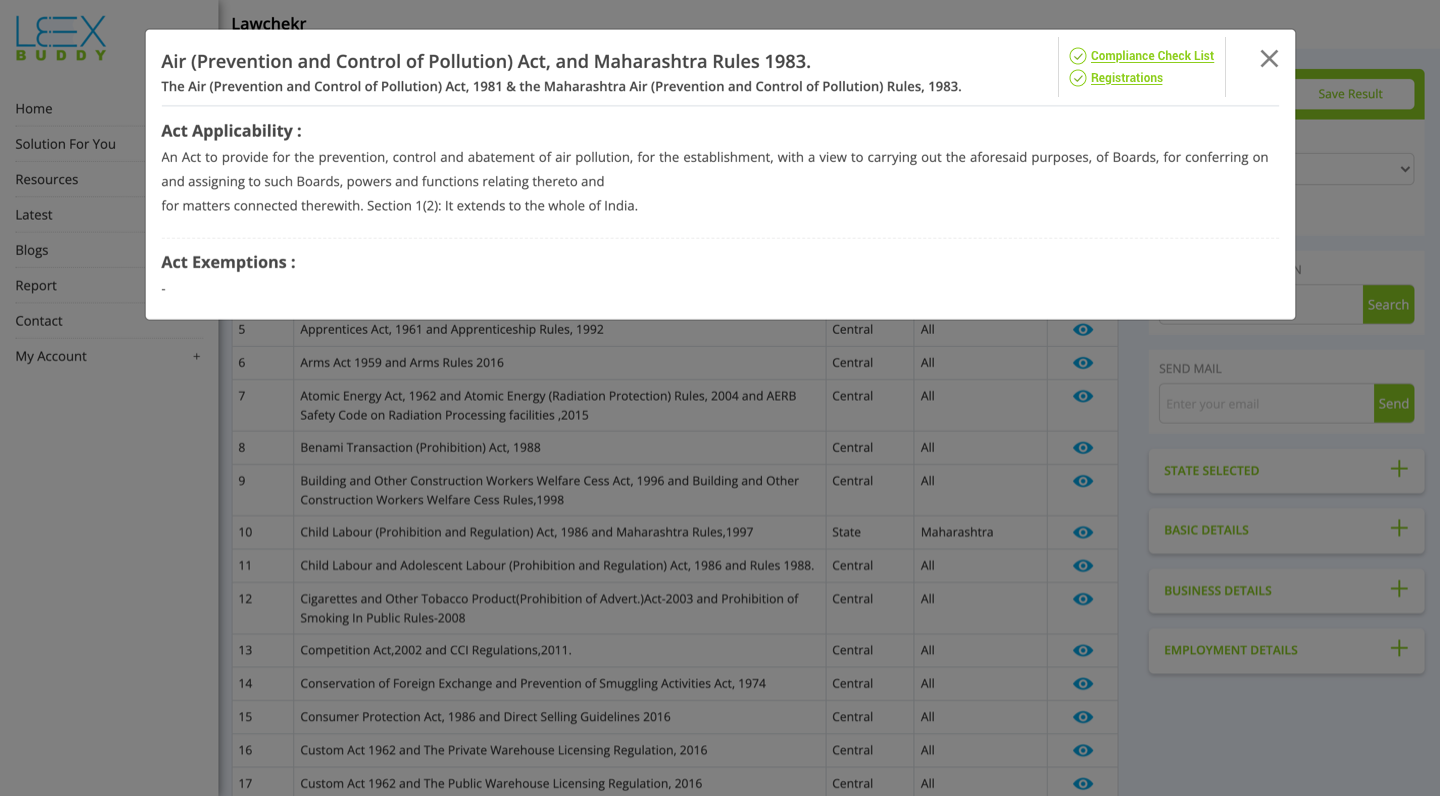 LEEX
BUDDY
Home
Solution For You
Resources
Latest
Blogs
Report
Contact
My Account +
Lawchekr
Air (Prevention and Control of Pollution) Act, and Maharashtra Rules 1983.
The Air (Prevention and Control of Pollution) Act, 1981 & the Maharashtra Air (Prevention and Control of Pollution) Rules, 1983.
Compliance Check List
Registrations
Act Applicability :
An Act to provide for the prevention, control and abatement of air pollution, for the establishment, with a view to carrying out the aforesaid purposes, of Boards, for conferring on
and assigning to such Boards, powers and functions relating thereto and
for matters connected therewith. Section 1(2): It extends to the whole of India.
Act Exemptions :
-
5 Apprentices Act, 1961 and Apprenticeship Rules, 1992 Central All
6 Arms Act 1959 and Arms Rules 2016 Central All
7 Atomic Energy Act, 1962 and Atomic Energy (Radiation Protection) Rules, 2004 and AERB Central All
Safety Code on Radiation Processing facilities ,2015
8 Benami Transaction (Prohibition) Act, 1988 Central All
9 Building and Other Construction Workers Welfare Cess Act, 1996 and Building and Other Central All
Construction Workers Welfare Cess Rules,1998
10 Child Labour (Prohibition and Regulation) Act, 1986 and Maharashtra Rules,1997 State Maharashtra
11 Child Labour and Adolescent Labour (Prohibition and Regulation) Act, 1986 and Rules 1988. Central All
12 Cigarettes and Other Tobacco Product(Prohibition of Advert.)Act-2003 and Prohibition of Central All
Smoking In Public Rules-2008
13 Competition Act,2002 and CCI Regulations,2011. Central All
14 Conservation of Foreign Exchange and Prevention of Smuggling Activities Act, 1974 Central All
15 Consumer Protection Act, 1986 and Direct Selling Guidelines 2016 Central All
16 Custom Act 1962 and The Private Warehouse Licensing Regulation, 2016 Central All
17 Custom Act 1962 and The Public Warehouse Licensing Regulation, 2016 Central All
Save Result
N
Search
SEND MAIL
Enter your email Send
STATE SELECTED +
BASIC DETAILS +
BUSINESS DETAILS +
EMPLOYMENT DETAILS +